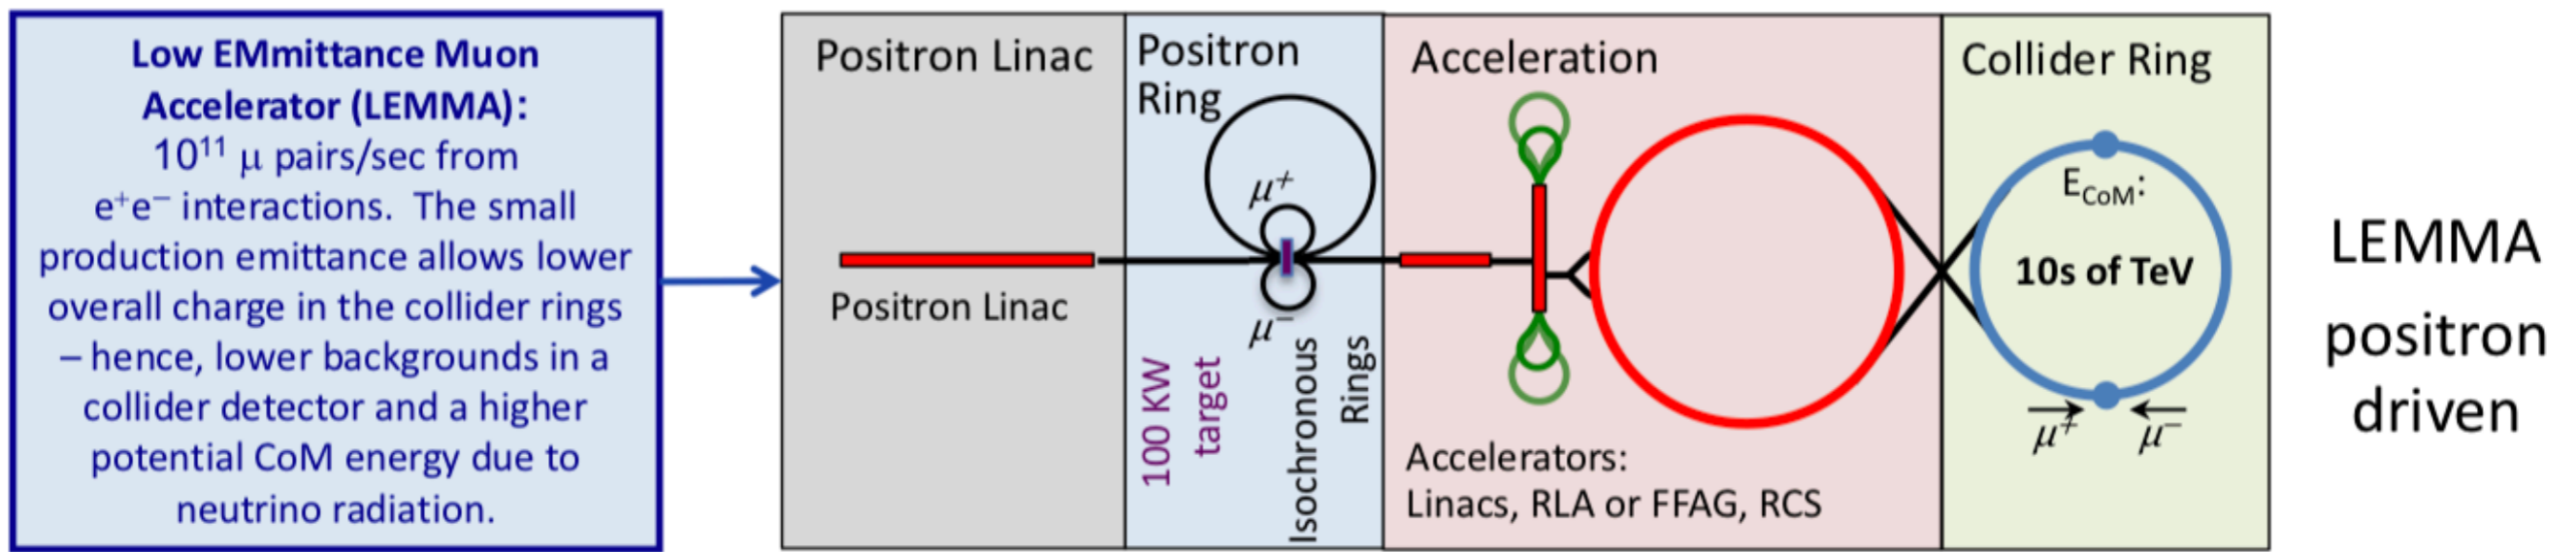 Low EMmittance Muon
Accelerator (LEMMA):
10¹¹ μ pairs/sec from
e⁺e⁻ interactions. The small
production emittance allows lower
overall charge in the collider rings
– hence, lower backgrounds in a
collider detector and a higher
potential CoM energy due to
neutrino radiation.
Positron Linac
Positron Linac
Positron
Ring
μ⁺
μ⁻
100 KW
target
Isochronous
Rings
Acceleration
Accelerators:
Linacs, RLA or FFAG, RCS
Collider Ring
E_CoM:
10s of TeV
μ⁺ μ⁻
LEMMA
positron
driven